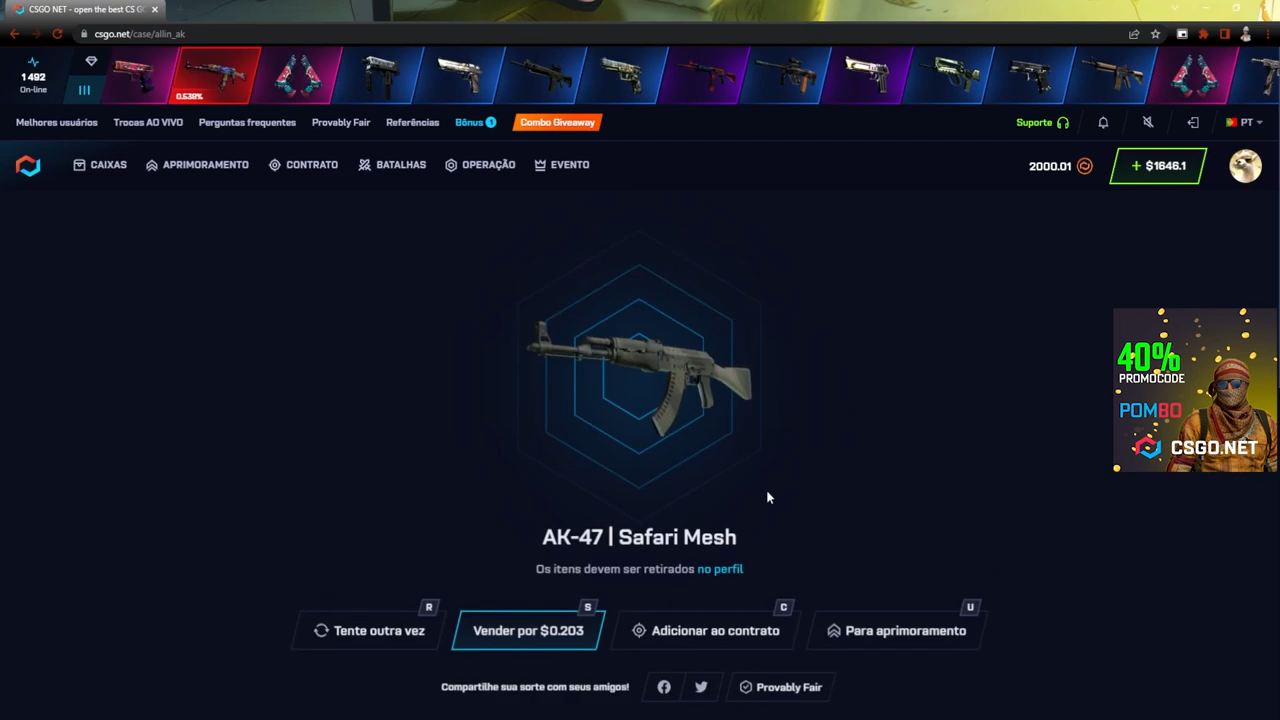 CSGO NET - open the best CS GO
csgo.net/case/allin_ak
1 492
On-line
0.538%
Melhores usuários
Trocas AO VIVO
Perguntas frequentes
Provably Fair
Referências
Bônus 1
Combo Giveaway
Suporte
PT
CAIXAS
APRIMORAMENTO
CONTRATO
BATALHAS
OPERAÇÃO
EVENTO
2000.01
+ $1646.1
40%
PROMOCODE
POMBO
CSGO.NET
AK-47 | Safari Mesh
Os itens devem ser retirados no perfil
R
S
C
U
Tente outra vez
Vender por $0.203
Adicionar ao contrato
Para aprimoramento
Compartilhe sua sorte com seus amigos!
Provably Fair